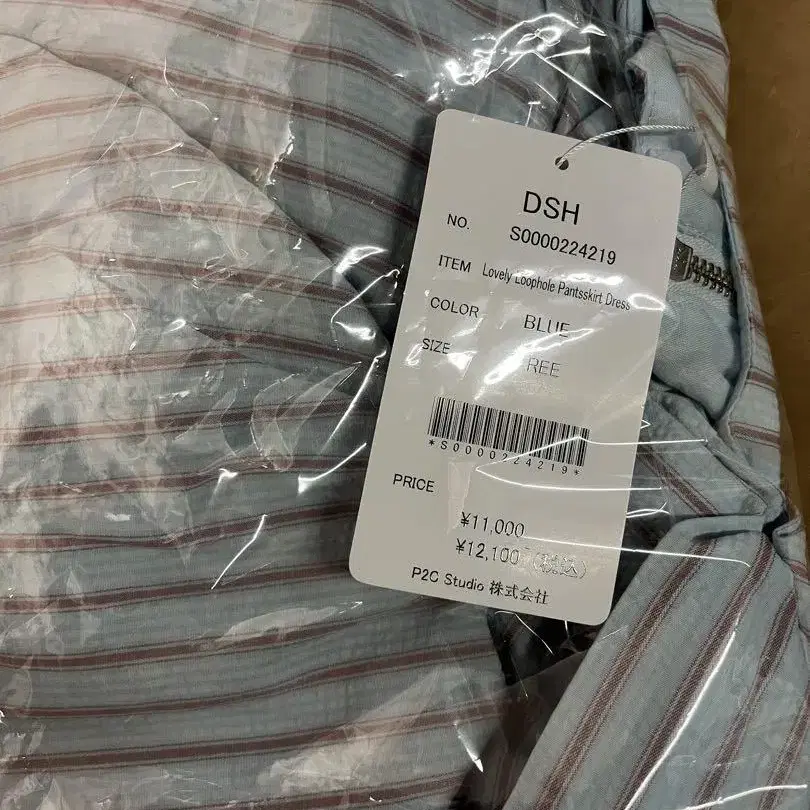 DSH
NO. S0000224219
ITEM Lovely Loophole Pantsskirt Dress
COLOR BLUE
SIZE REE
*S0000224219*
PRICE
¥11,000
¥12,100 (税込)
P2C Studio 株式会社